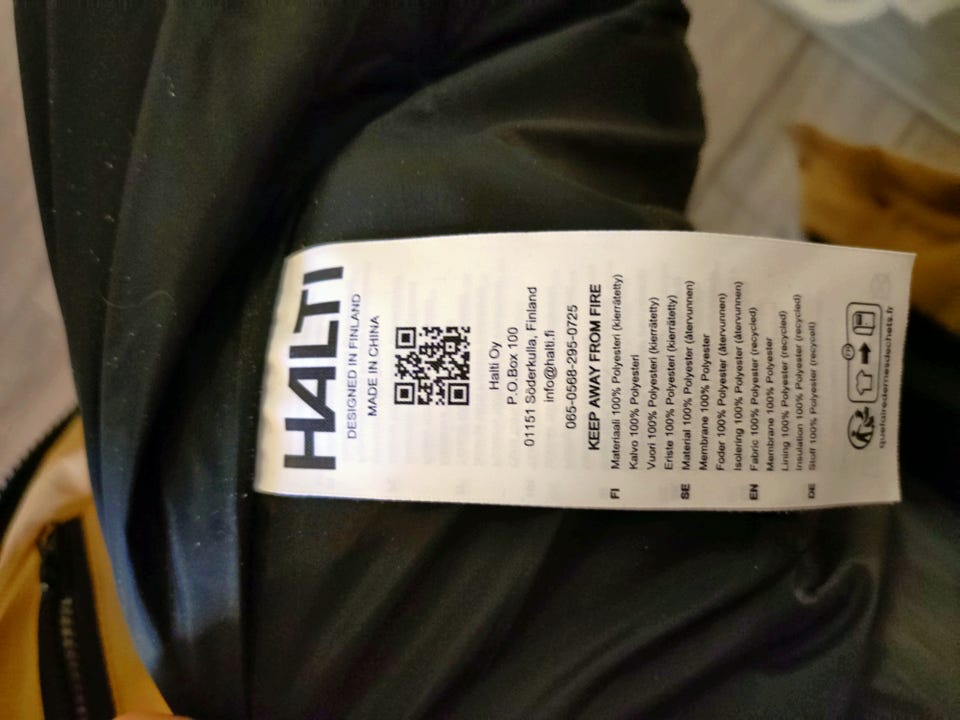 HALTI
DESIGNED IN FINLAND
MADE IN CHINA
Halti Oy
P.O.Box 100
01151 Söderkulla, Finland
info@halti.fi
065-0568-295-0725
KEEP AWAY FROM FIRE
FI Materiaali 100% Polyesteri (kierrätetty)
Kalvo 100% Polyesteri
Vuori 100% Polyesteri (kierrätetty)
Eriste 100% Polyesteri (kierrätetty)
SE Material 100% Polyester (återvunnen)
Membrane 100% Polyester
Foder 100% Polyester (återvunnen)
Isolering 100% Polyester (återvunnen)
EN Fabric 100% Polyester (recycled)
Membrane 100% Polyester
Lining 100% Polyester (recycled)
Insulation 100% Polyester (recycled)
DE Stoff 100% Polyester (recycelt)
FR
quefairedemesdechets.fr